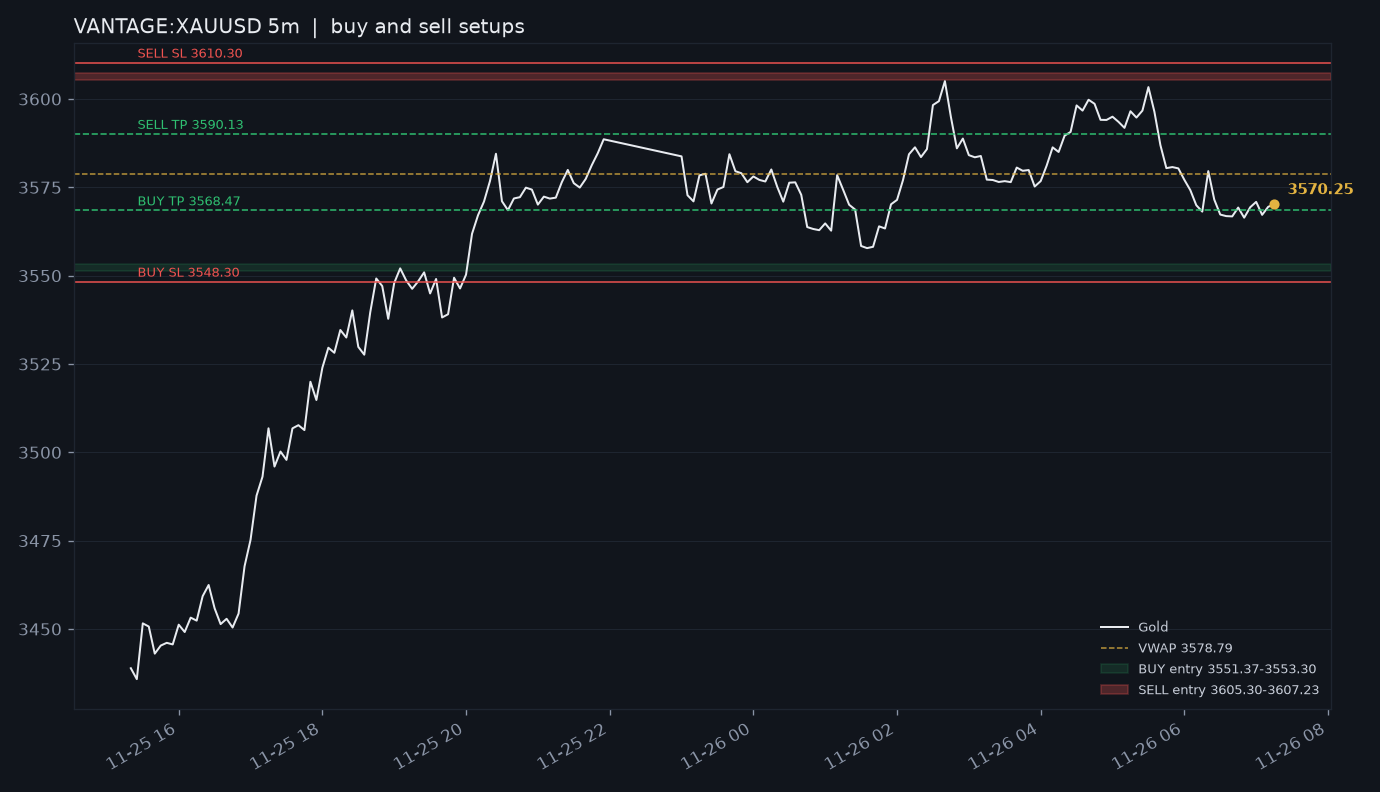 VANTAGE:XAUUSD 5m | buy and sell setups
SELL SL 3610.30
3600
SELL TP 3590.13
3575
3570.25
BUY TP 3568.47
3550
BUY SL 3548.30
3525
3500
3475
3450
Gold
VWAP 3578.79
BUY entry 3551.37-3553.30
SELL entry 3605.30-3607.23
11-25 16
11-25 18
11-25 20
11-25 22
11-26 00
11-26 02
11-26 04
11-26 06
11-26 08